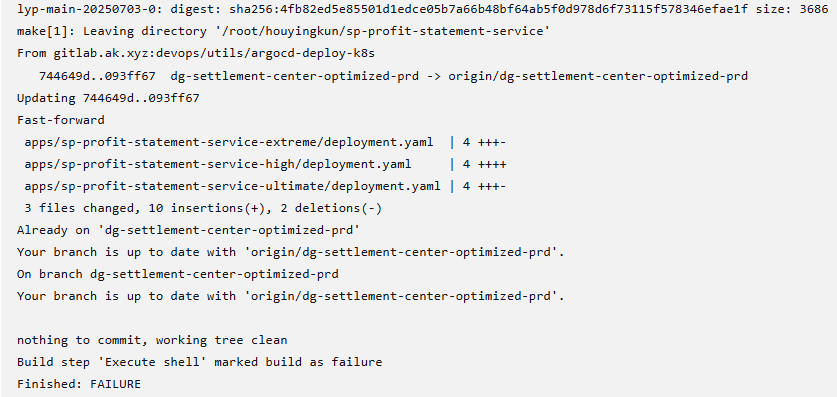 lyp-main-20250703-0: digest: sha256:4fb82ed5e85501d1edce05b7a66b48bf64ab5f0d978d6f73115f578346efae1f size: 3686
make[1]: Leaving directory '/root/houyingkun/sp-profit-statement-service'
From gitlab.ak.xyz:devops/utils/argocd-deploy-k8s
   744649d..093ff67  dg-settlement-center-optimized-prd -> origin/dg-settlement-center-optimized-prd
Updating 744649d..093ff67
Fast-forward
 apps/sp-profit-statement-service-extreme/deployment.yaml  | 4 +++-
 apps/sp-profit-statement-service-high/deployment.yaml     | 4 ++++
 apps/sp-profit-statement-service-ultimate/deployment.yaml | 4 +++-
 3 files changed, 10 insertions(+), 2 deletions(-)
Already on 'dg-settlement-center-optimized-prd'
Your branch is up to date with 'origin/dg-settlement-center-optimized-prd'.
On branch dg-settlement-center-optimized-prd
Your branch is up to date with 'origin/dg-settlement-center-optimized-prd'.

nothing to commit, working tree clean
Build step 'Execute shell' marked build as failure
Finished: FAILURE